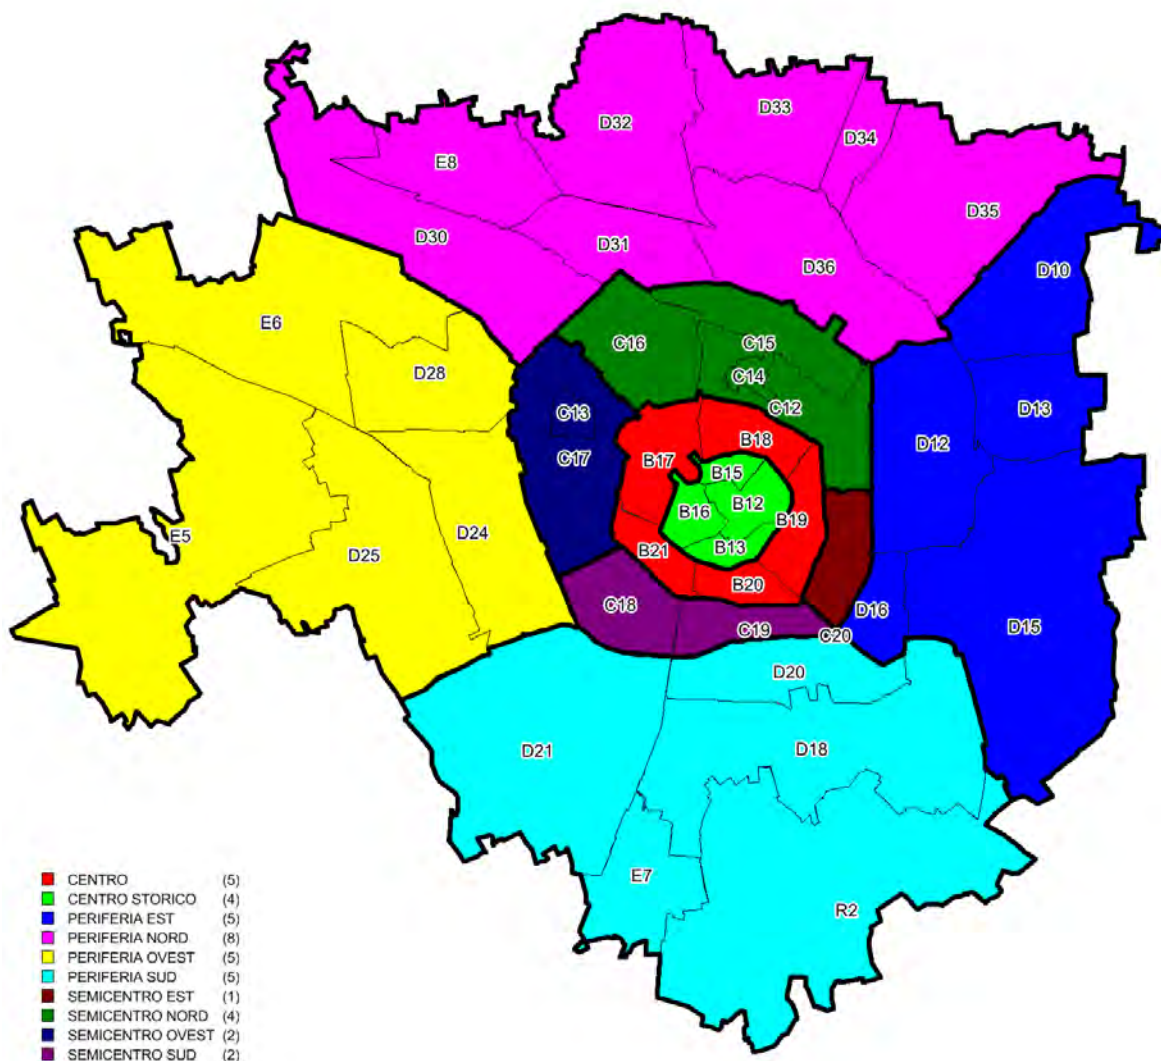 D33
D32
D34
E8
D35
D30
D31
D36
D10
E6
C16
C15
D28
C14
C12
C13
D13
B18
D12
C17
B17
B15
B12
B16
B19
E5
D24
B13
B21
D25
B20
C18
D16
D15
C19
C20
D20
D21
D18
E7
R2
CENTRO (5)
CENTRO STORICO (4)
PERIFERIA EST (5)
PERIFERIA NORD (8)
PERIFERIA OVEST (5)
PERIFERIA SUD (5)
SEMICENTRO EST (1)
SEMICENTRO NORD (4)
SEMICENTRO OVEST (2)
SEMICENTRO SUD (2)